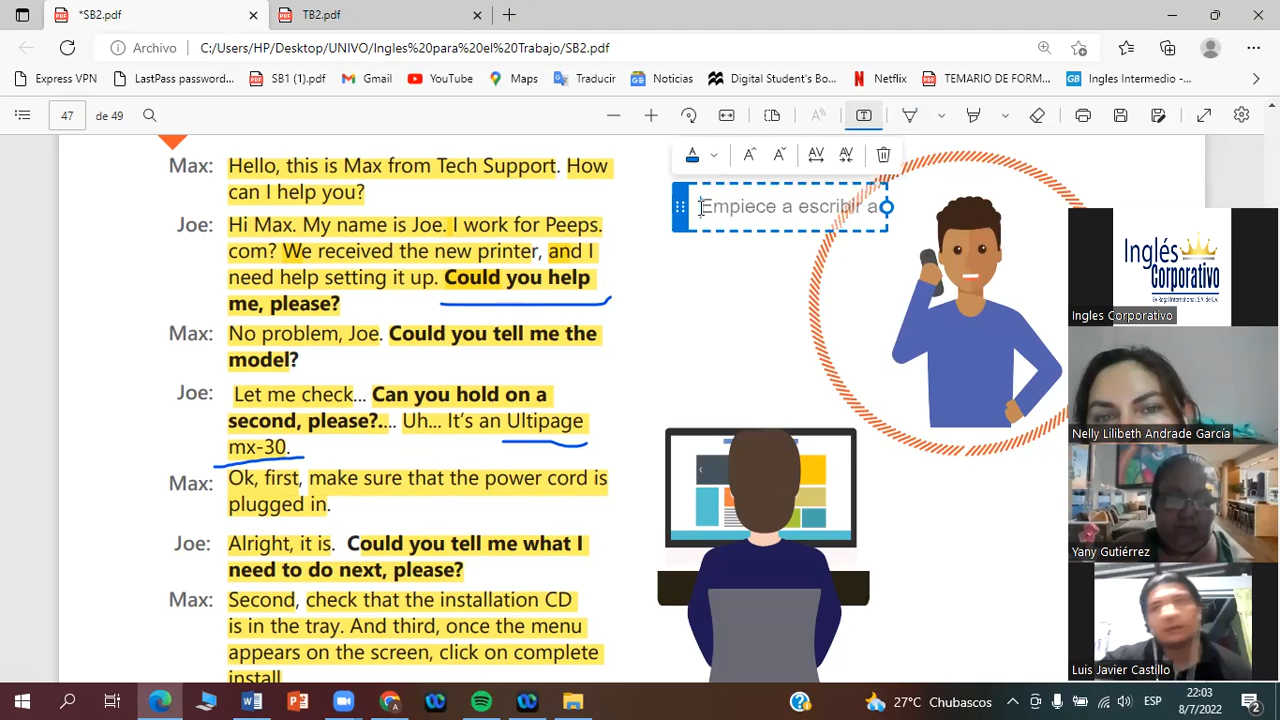 *SB2.pdf
TB2.pdf
Archivo
C:/Users/HP/Desktop/UNIVO/Ingles%20para%20el%20Trabajo/SB2.pdf
Express VPN
LastPass password...
SB1 (1).pdf
Gmail
YouTube
Maps
Traducir
Noticias
Digital Student's Bo...
Netflix
TEMARIO DE FORM...
Ingles Intermedio -...
47
de 49
Max: Hello, this is Max from Tech Support. How
can I help you?
Joe: Hi Max. My name is Joe. I work for Peeps.
com? We received the new printer, and I
need help setting it up. Could you help
me, please?
Max: No problem, Joe. Could you tell me the
model?
Joe: Let me check... Can you hold on a
second, please?.... Uh... It's an Ultipage
mx-30.
Max: Ok, first, make sure that the power cord is
plugged in.
Joe: Alright, it is. Could you tell me what I
need to do next, please?
Max: Second, check that the installation CD
is in the tray. And third, once the menu
appears on the screen, click on complete
install
Empiece a escribir a
Inglés
Corporativo
Ingles Corporativo
Nelly Lilibeth Andrade García
Yany Gutiérrez
Luis Javier Castillo
27°C Chubascos
ESP
22:03
8/7/2022
2